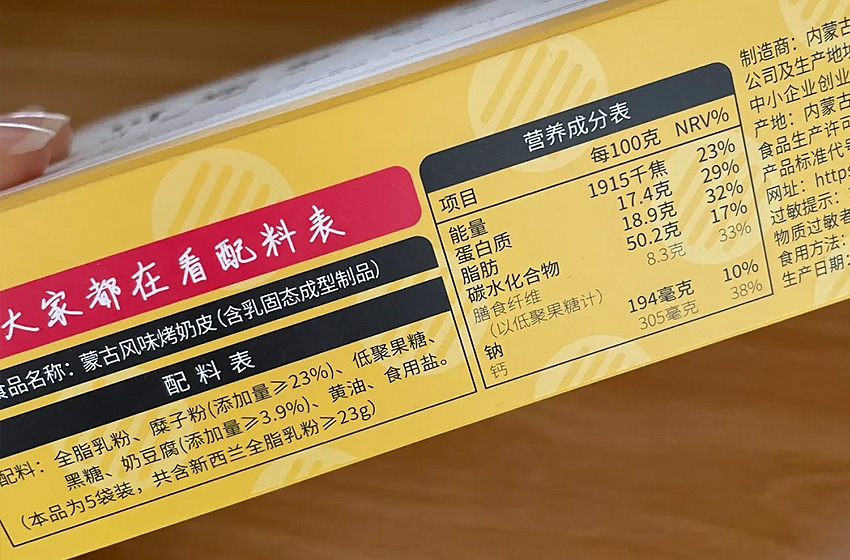 大家都在看配料表
食品名称：蒙古风味烤奶皮（含乳固态成型制品）
配料表
配料：全脂乳粉、糜子粉(添加量≥23%)、低聚果糖、
黑糖、奶豆腐(添加量≥3.9%)、黄油、食用盐。
（本品为5袋装，共含新西兰全脂乳粉≥23g）
营养成分表
项目 每100克 NRV%
能量 1915千焦 23%
蛋白质 17.4克 29%
脂肪 18.9克 32%
碳水化合物 50.2克 17%
膳食纤维 8.3克 33%
（以低聚果糖计）
钠 194毫克 10%
钙 305毫克 38%
制造商：内蒙古
公司及生产地址
中小企业创业
产地：内蒙古
食品生产许可
产品标准代号
网址：https
过敏提示：
物质过敏者
食用方法：
生产日期：